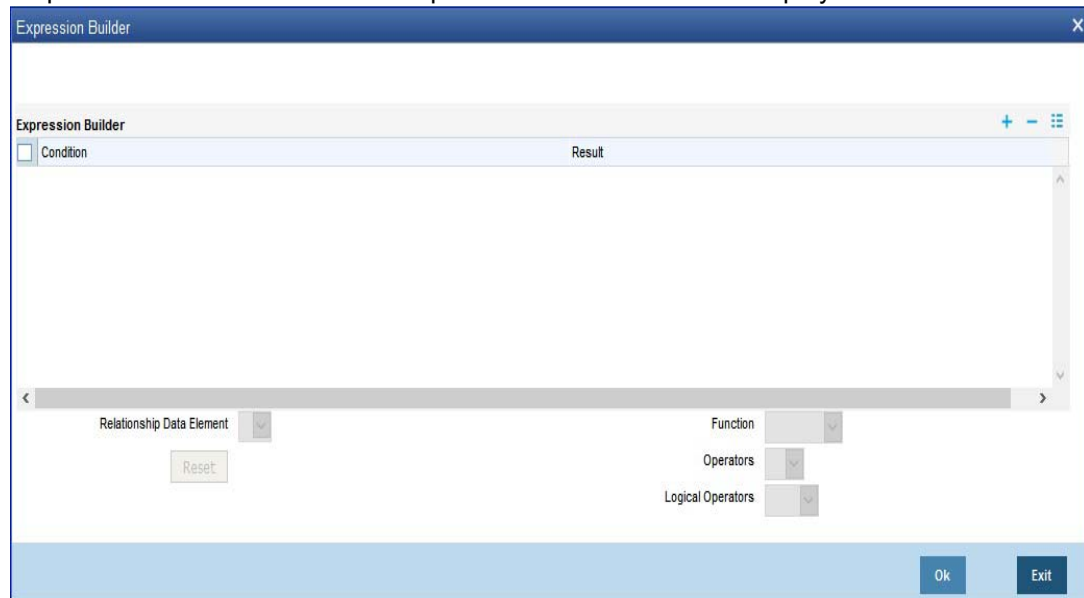 Expression Builder
Expression Builder
Condition Result
Relationship Data Element Function
Reset Operators
Logical Operators
Ok Exit